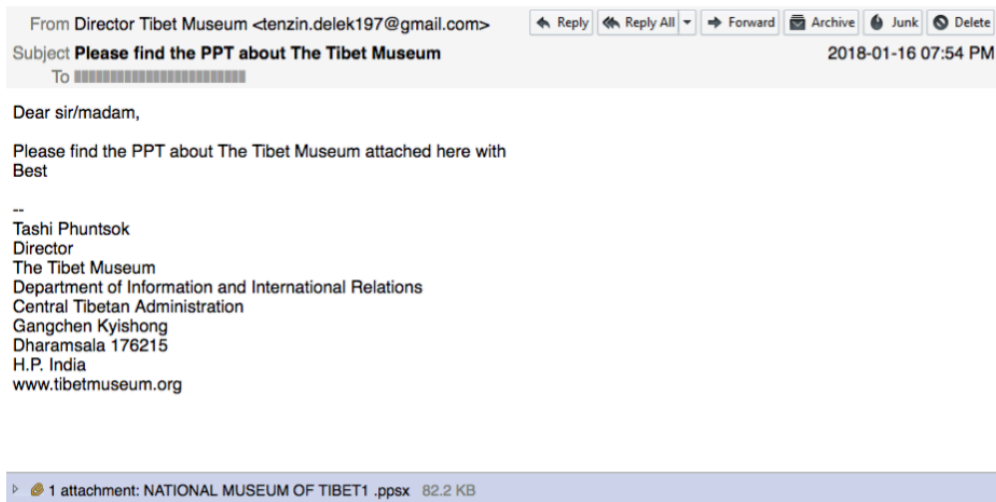 From Director Tibet Museum <tenzin.delek197@gmail.com>
Reply Reply All Forward Archive Junk Delete
Subject Please find the PPT about The Tibet Museum
2018-01-16 07:54 PM
To
Dear sir/madam,
Please find the PPT about The Tibet Museum attached here with
Best
--
Tashi Phuntsok
Director
The Tibet Museum
Department of Information and International Relations
Central Tibetan Administration
Gangchen Kyishong
Dharamsala 176215
H.P. India
www.tibetmuseum.org
1 attachment: NATIONAL MUSEUM OF TIBET1 .ppsx 82.2 KB